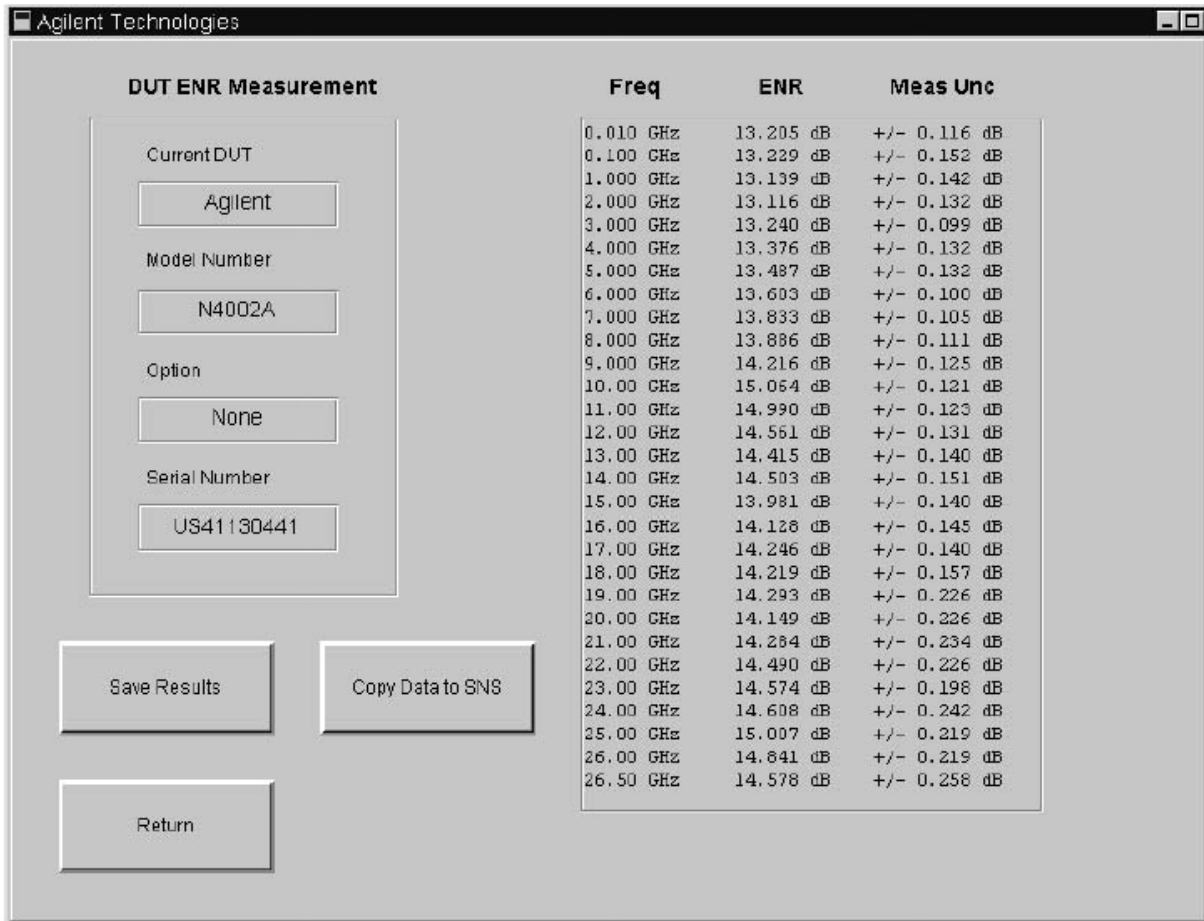 Agilent Technologies
DUT ENR Measurement
Current DUT
Agilent
Model Number
N4002A
Option
None
Serial Number
US41130441
Save Results
Copy Data to SNS
Return
Freq ENR Meas Unc
0.010 GHz 13.205 dB +/- 0.116 dB
0.100 GHz 13.229 dB +/- 0.152 dB
1.000 GHz 13.139 dB +/- 0.142 dB
2.000 GHz 13.116 dB +/- 0.132 dB
3.000 GHz 13.240 dB +/- 0.099 dB
4.000 GHz 13.376 dB +/- 0.132 dB
5.000 GHz 13.487 dB +/- 0.132 dB
6.000 GHz 13.603 dB +/- 0.100 dB
7.000 GHz 13.833 dB +/- 0.105 dB
8.000 GHz 13.886 dB +/- 0.111 dB
9.000 GHz 14.216 dB +/- 0.125 dB
10.00 GHz 15.064 dB +/- 0.121 dB
11.00 GHz 14.990 dB +/- 0.123 dB
12.00 GHz 14.561 dB +/- 0.131 dB
13.00 GHz 14.415 dB +/- 0.140 dB
14.00 GHz 14.503 dB +/- 0.151 dB
15.00 GHz 13.981 dB +/- 0.140 dB
16.00 GHz 14.128 dB +/- 0.145 dB
17.00 GHz 14.246 dB +/- 0.140 dB
18.00 GHz 14.219 dB +/- 0.157 dB
19.00 GHz 14.293 dB +/- 0.226 dB
20.00 GHz 14.149 dB +/- 0.226 dB
21.00 GHz 14.284 dB +/- 0.234 dB
22.00 GHz 14.490 dB +/- 0.226 dB
23.00 GHz 14.574 dB +/- 0.198 dB
24.00 GHz 14.608 dB +/- 0.242 dB
25.00 GHz 15.007 dB +/- 0.219 dB
26.00 GHz 14.841 dB +/- 0.219 dB
26.50 GHz 14.578 dB +/- 0.258 dB